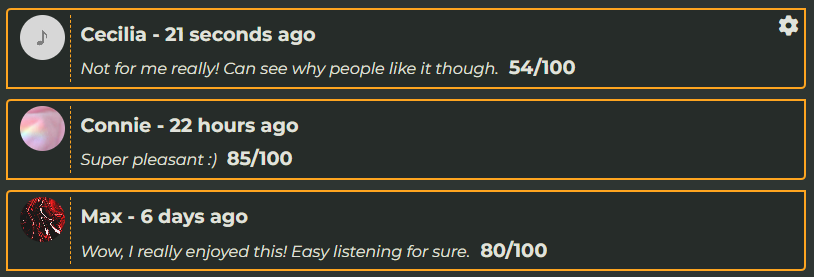 Cecilia - 21 seconds ago
Not for me really! Can see why people like it though. 54/100
Connie - 22 hours ago
Super pleasant :) 85/100
Max - 6 days ago
Wow, I really enjoyed this! Easy listening for sure. 80/100